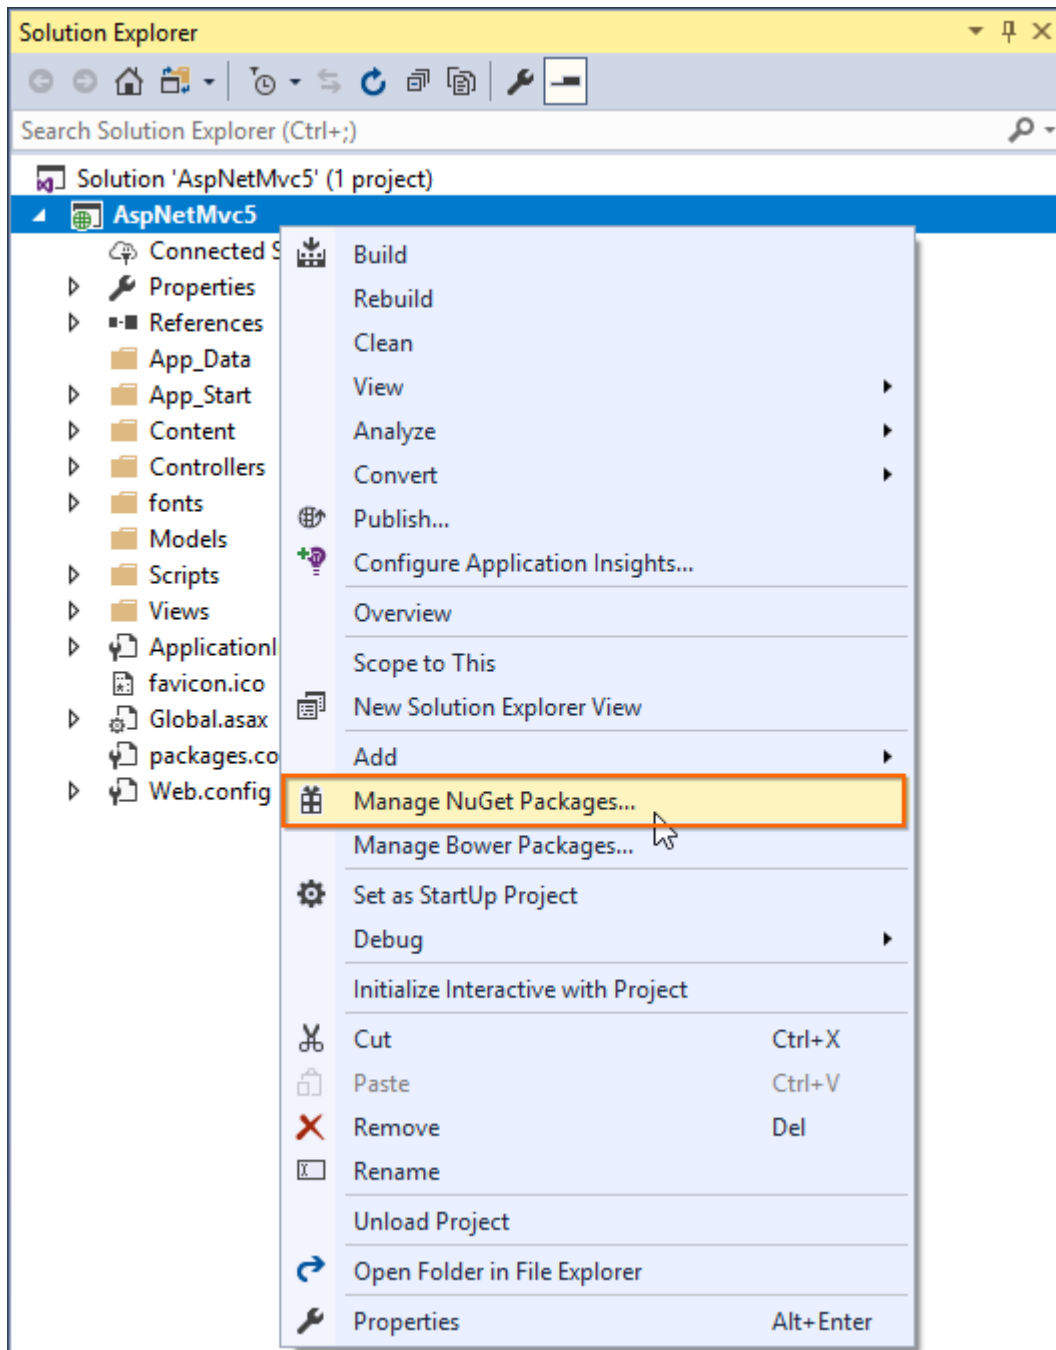 Solution Explorer
Search Solution Explorer (Ctrl+;)
Solution 'AspNetMvc5' (1 project)
AspNetMvc5
Connected
Properties
References
App_Data
App_Start
Content
Controllers
fonts
Models
Scripts
Views
favicon.ico
Global.asax
packages.co
Web.config
Build
Rebuild
Clean
View
Analyze
Convert
Publish...
Configure Application Insights...
Overview
Scope to This
New Solution Explorer View
Add
Manage NuGet Packages...
Manage Bower Packages...
Set as StartUp Project
Debug
Initialize Interactive with Project
Cut Ctrl+X
Paste Ctrl+V
Remove Del
Rename
Unload Project
Open Folder in File Explorer
Properties Alt+Enter